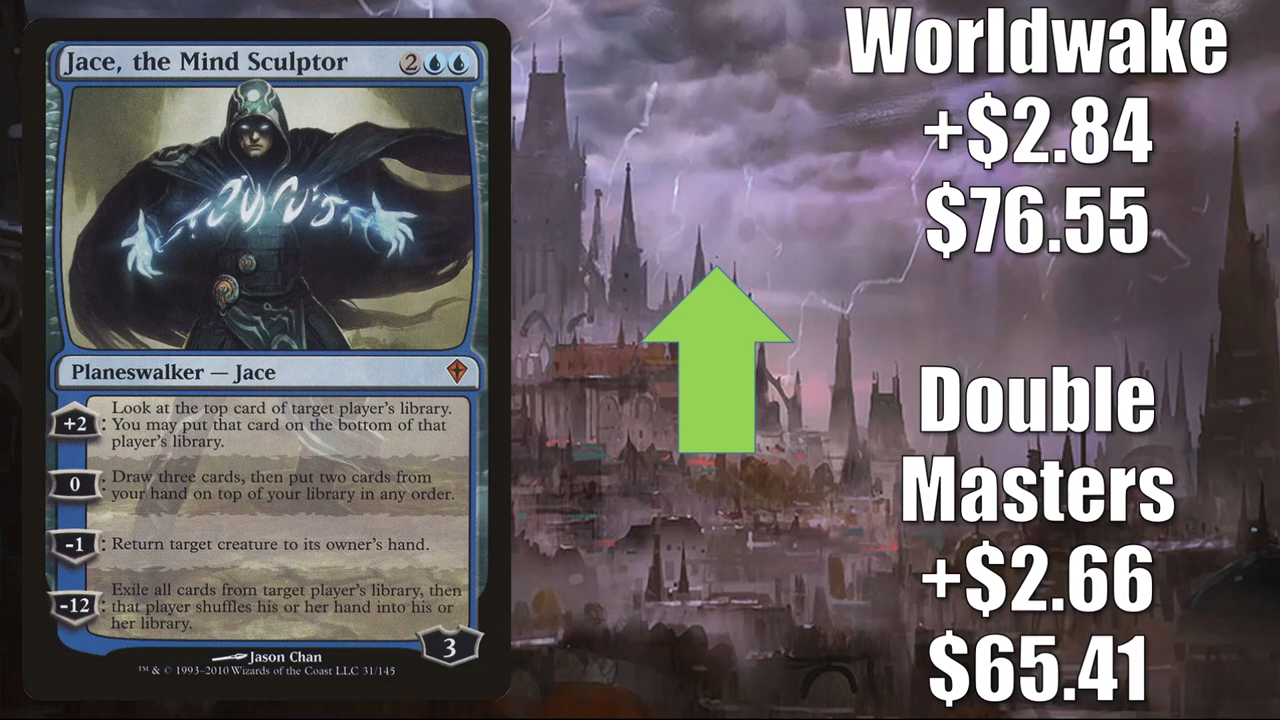 Jace, the Mind Sculptor 2
Planeswalker — Jace
+2: Look at the top card of target player's library.
You may put that card on the bottom of that
player's library.
0: Draw three cards, then put two cards from
your hand on top of your library in any order.
-1: Return target creature to its owner's hand.
-12: Exile all cards from target player's library, then
that player shuffles his or her hand into his or
her library.
3
Jason Chan
™ & © 1993–2010 Wizards of the Coast LLC 31/145
Worldwake
+$2.84
$76.55
Double
Masters
+$2.66
$65.41